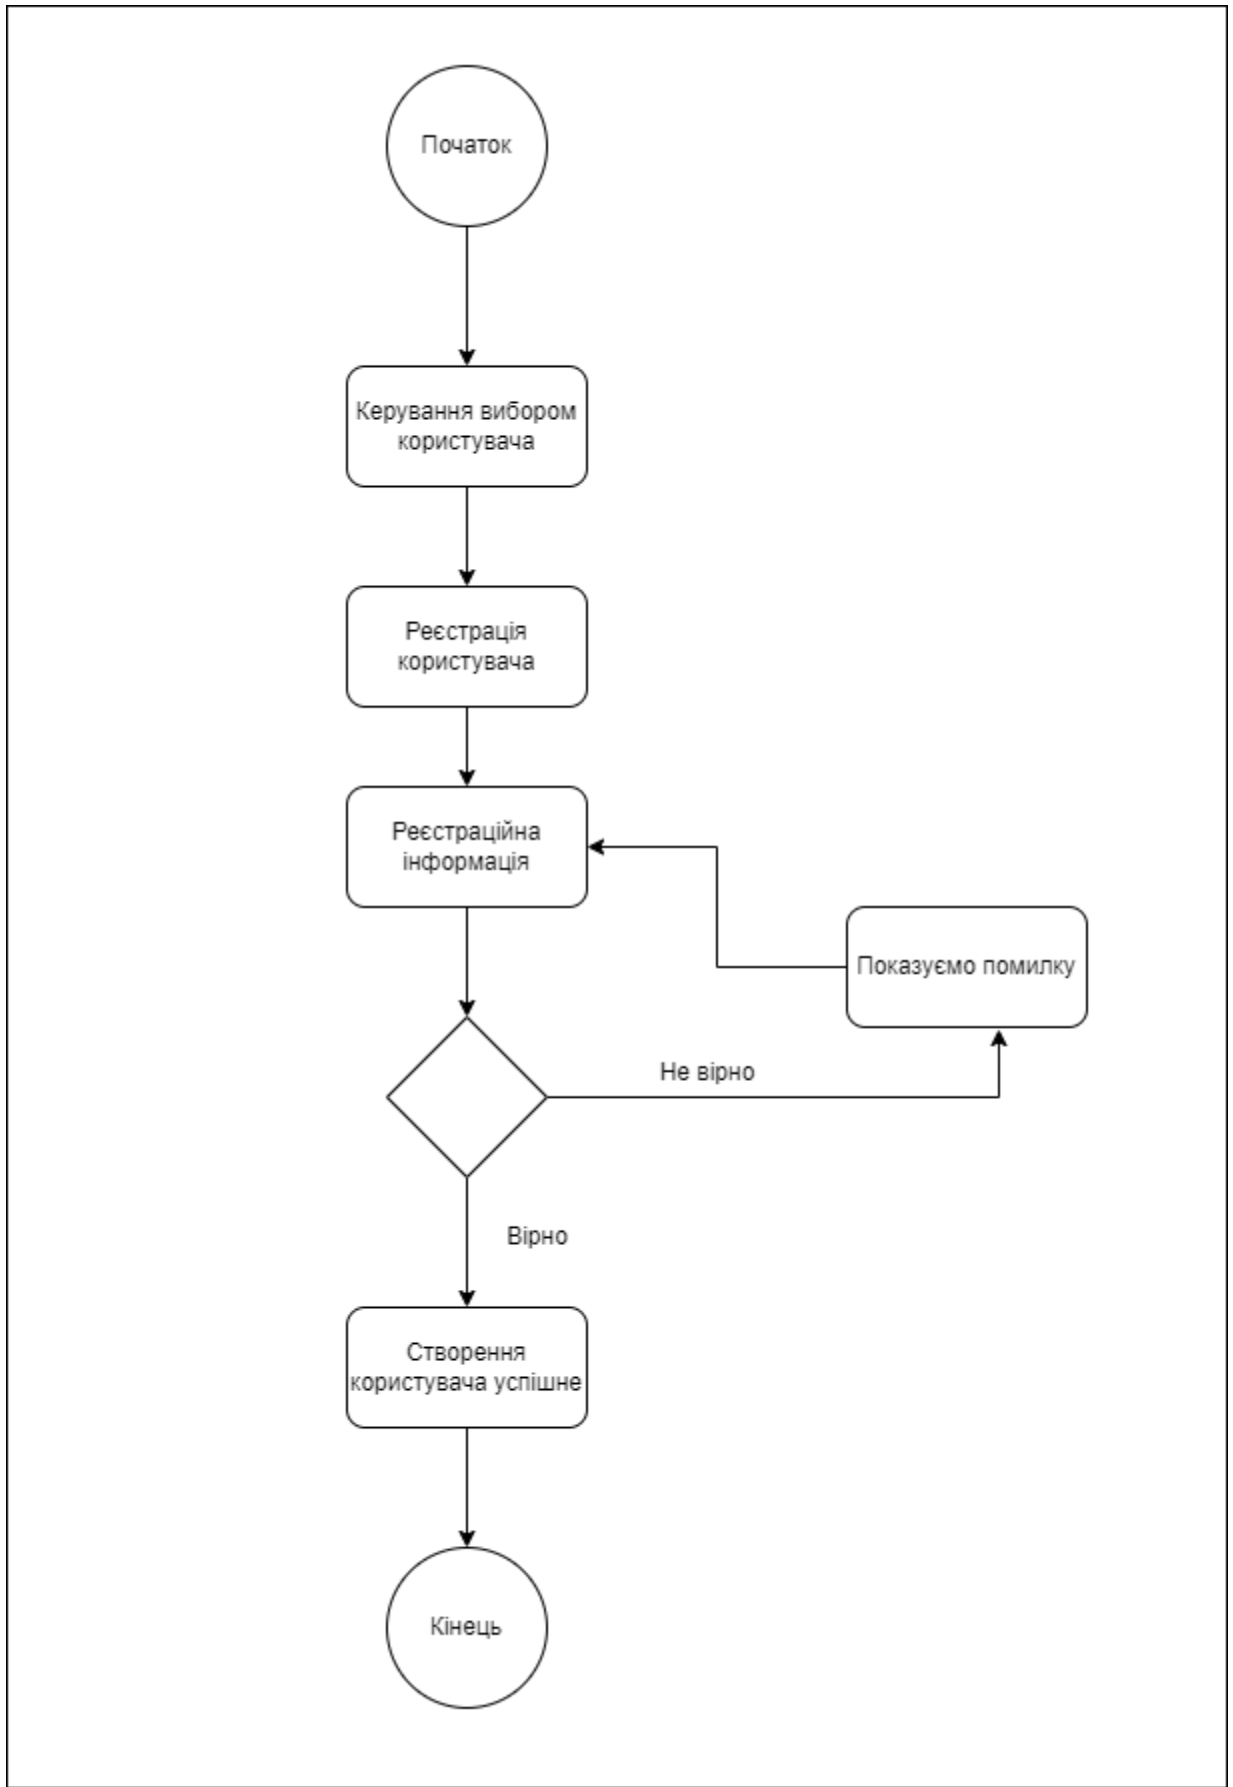 Початок
Керування вибором
користувача
Реєстрація
користувача
Реєстраційна
інформація
Показуємо помилку
Не вірно
Вірно
Створення
користувача успішне
Кінець